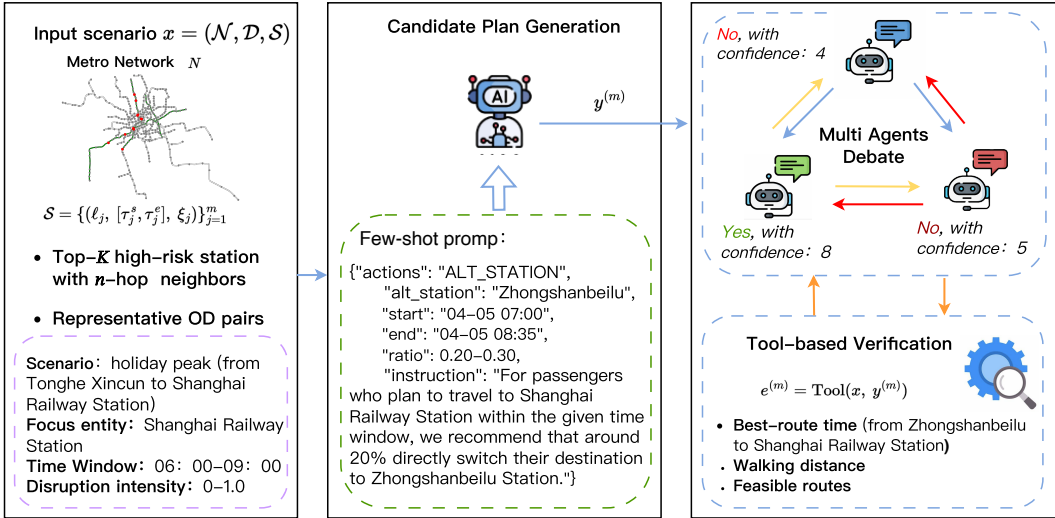 Input scenario x = (𝒩, 𝒟, 𝒮)
Metro Network N
𝒮 = {(ℓ_j, [τ_j^s, τ_j^e], ξ_j)}_{j=1}^m
• Top-K high-risk station
with n-hop neighbors
• Representative OD pairs
Scenario: holiday peak (from
Tonghe Xincun to Shanghai
Railway Station)
Focus entity: Shanghai Railway
Station
Time Window: 06: 00-09: 00
Disruption intensity: 0-1.0
Candidate Plan Generation
AI
y^(m)
Few-shot promp:
{"actions": "ALT_STATION",
"alt_station": "Zhongshanbeilu",
"start": "04-05 07:00"
"end": "04-05 08:35",
"ratio": 0.20-0.30,
"instruction": "For passengers
who plan to travel to Shanghai
Railway Station within the given time
window, we recommend that around
20% directly switch their destination
to Zhongshanbeilu Station."}
No, with
confidence: 4
Multi Agents
Debate
Yes, with
confidence: 8
No, with
confidence: 5
Tool-based Verification
e^(m) = Tool(x, y^(m))
• Best-route time (from Zhongshanbeilu
to Shanghai Railway Station)
• Walking distance
• Feasible routes